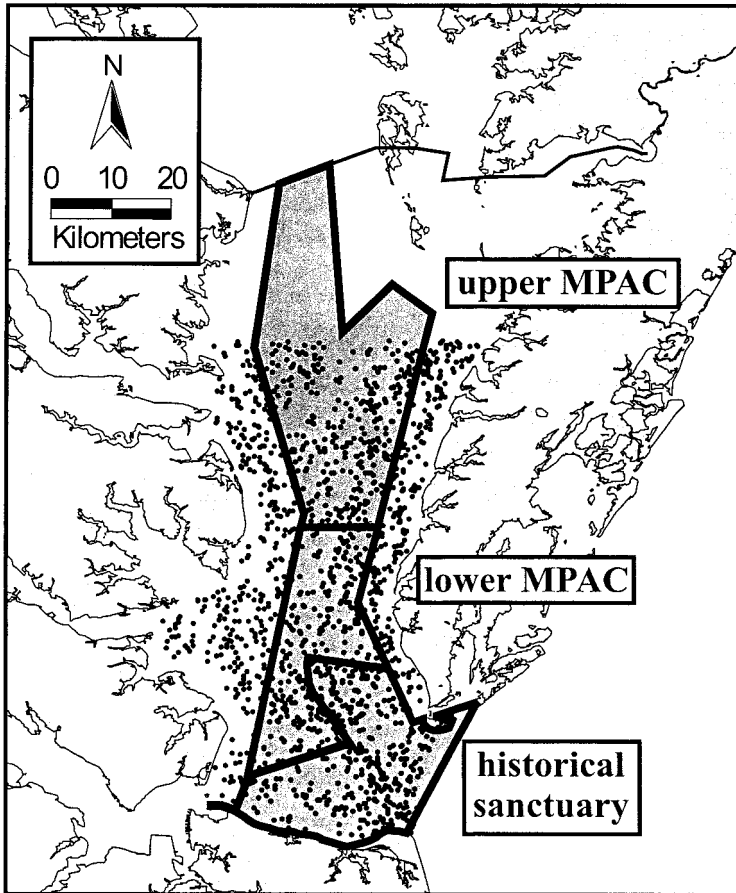 N
0 10 20
Kilometers
upper MPAC
lower MPAC
historical
sanctuary